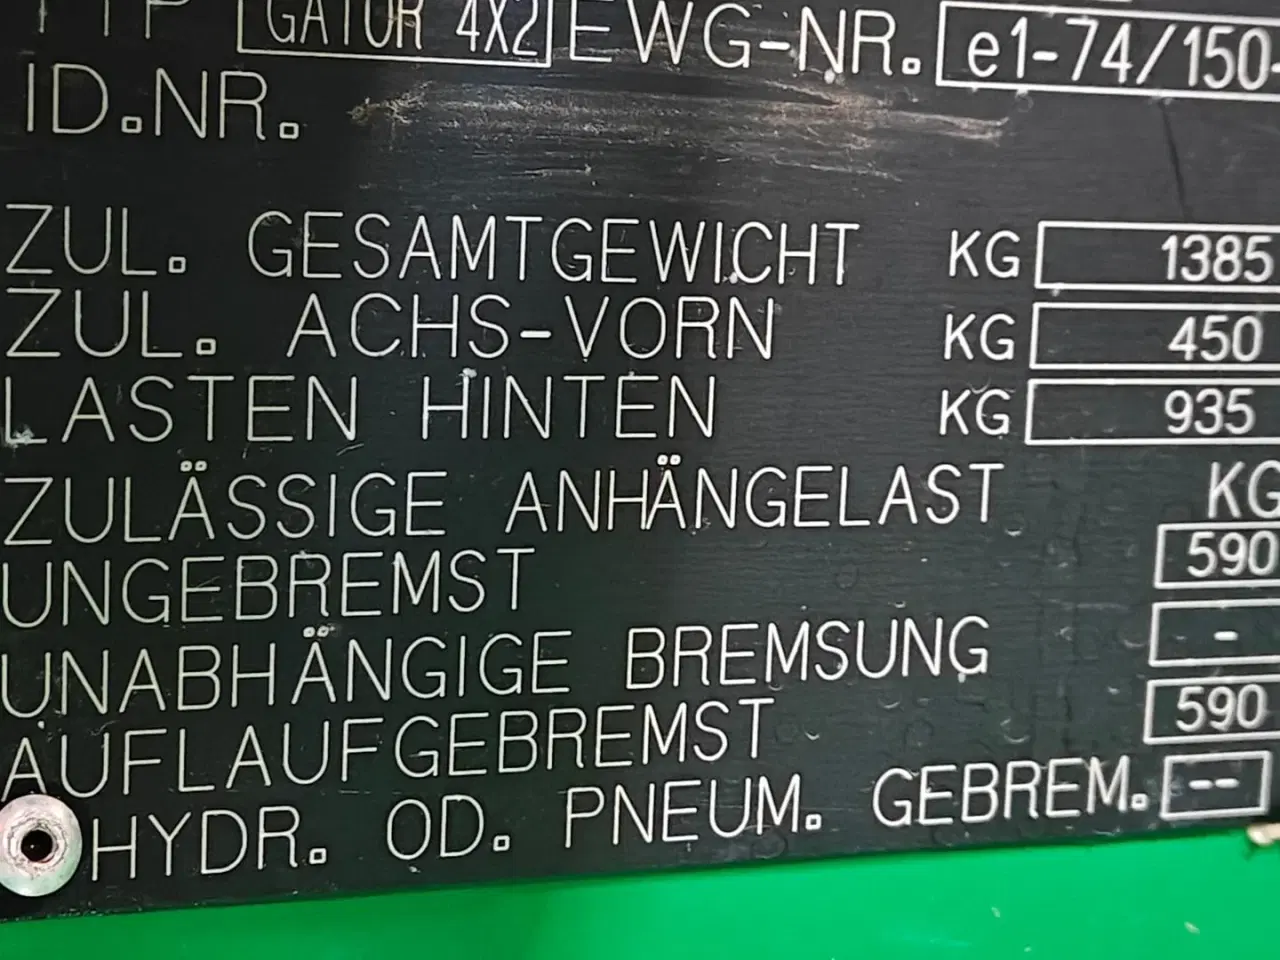 TYP GATOR 4X2 EWG-NR. e1-74/150-
ID.NR.
ZUL. GESAMTGEWICHT KG 1385
ZUL. ACHS-VORN KG 450
LASTEN HINTEN KG 935
ZULÄSSIGE ANHÄNGELAST KG
UNGEBREMST 590
UNABHÄNGIGE BREMSUNG -
AUFLAUFGEBREMST 590
HYDR. OD. PNEUM. GEBREM. --